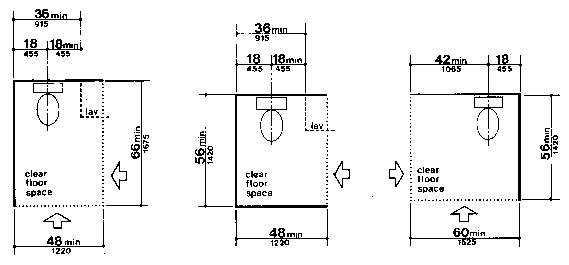 36min
915
18 18min
455 455
lav
66min
1675
clear
floor
space
48min
1220
36min
915
18 18min
455 455
lav
56min
1420
clear
floor
space
48min
1220
42min 18
1065 455
56min
1420
clear
floor
space
60min
1525